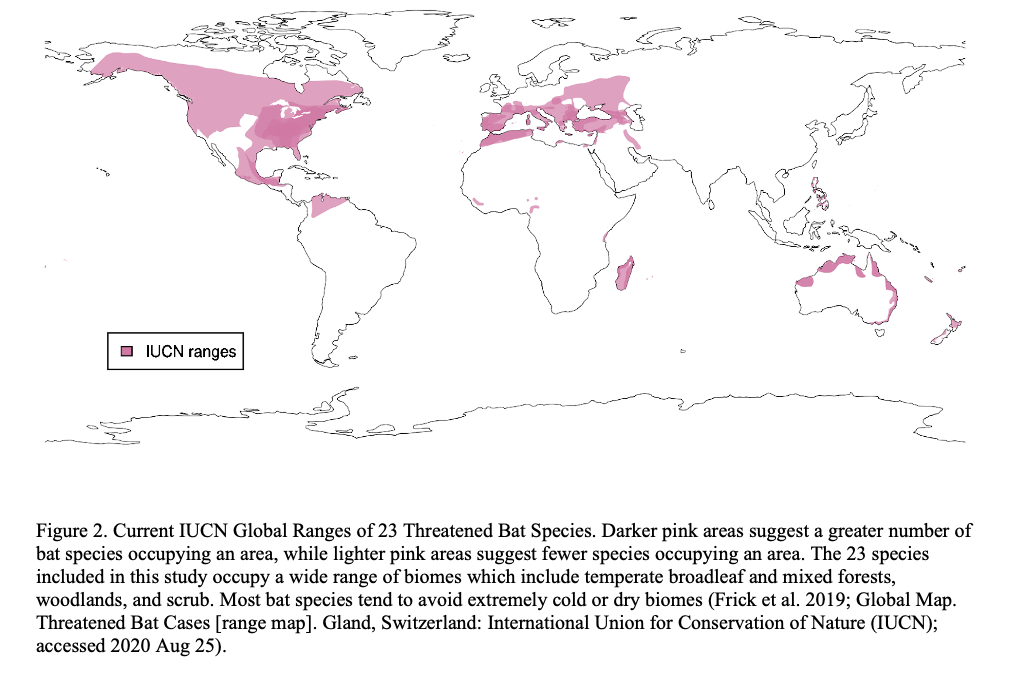 IUCN ranges
Figure 2. Current IUCN Global Ranges of 23 Threatened Bat Species. Darker pink areas suggest a greater number of
bat species occupying an area, while lighter pink areas suggest fewer species occupying an area. The 23 species
included in this study occupy a wide range of biomes which include temperate broadleaf and mixed forests,
woodlands, and scrub. Most bat species tend to avoid extremely cold or dry biomes (Frick et al. 2019; Global Map.
Threatened Bat Cases [range map]. Gland, Switzerland: International Union for Conservation of Nature (IUCN);
accessed 2020 Aug 25).